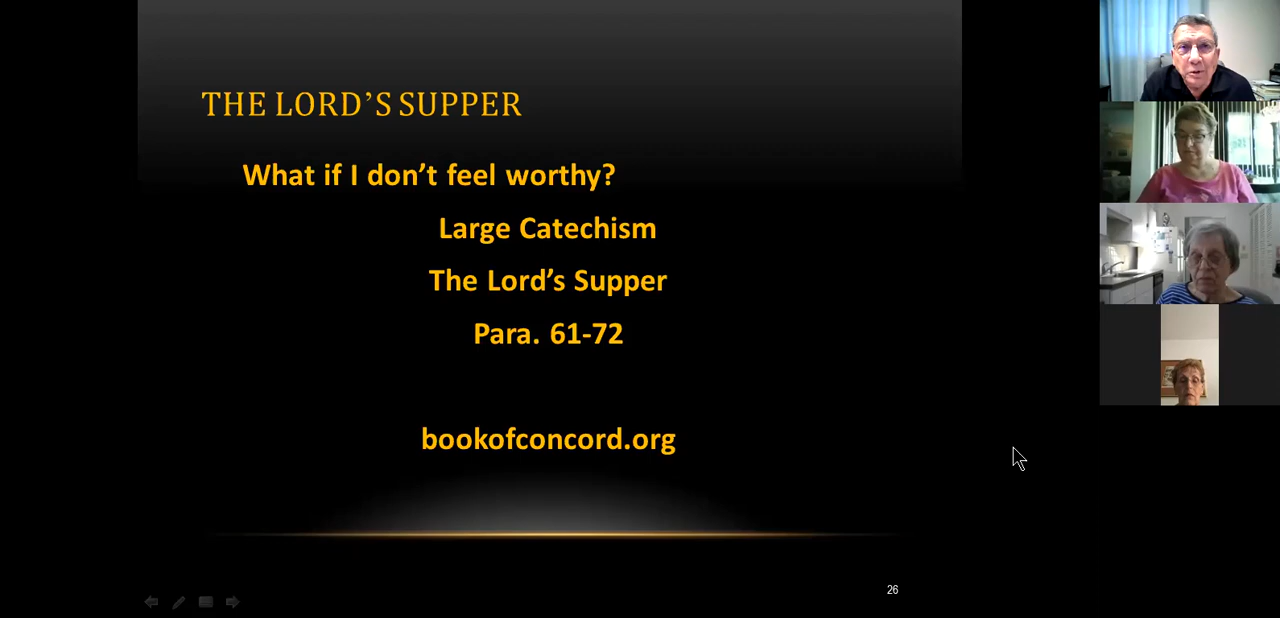 THE LORD’S SUPPER
What if I don’t feel worthy?
Large Catechism
The Lord’s Supper
Para. 61-72
bookofconcord.org
26